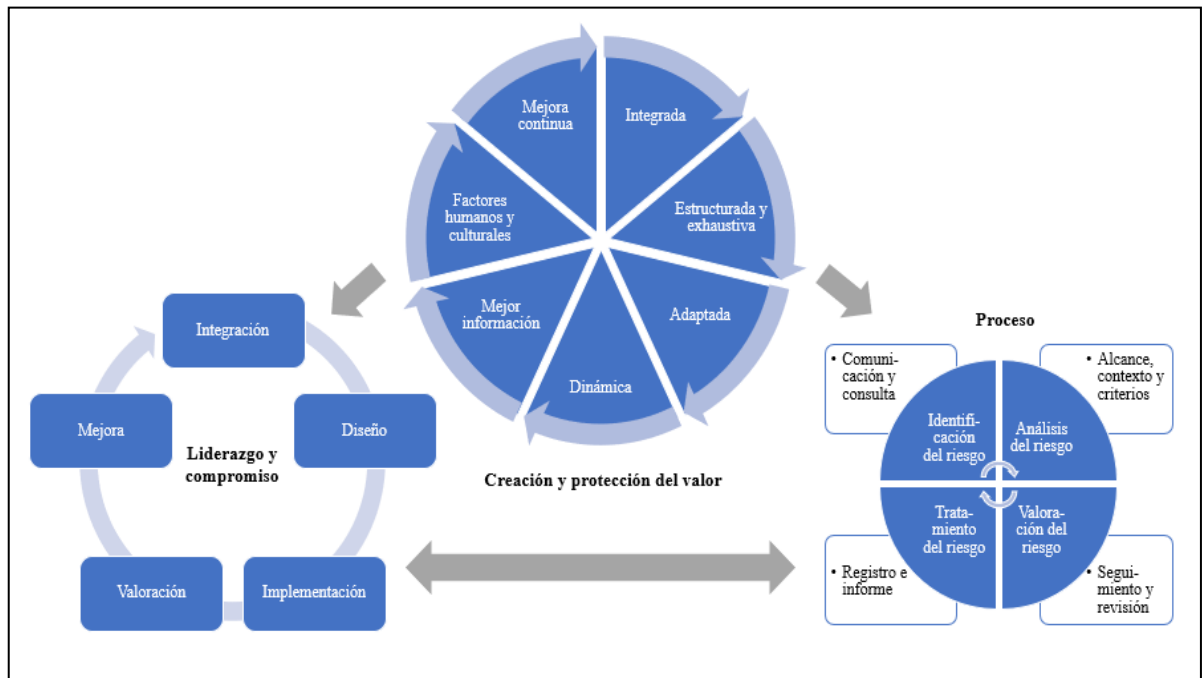 Mejora
continua
Integrada
Factores
humanos y
culturales
Estructurada y
exhaustiva
Mejor
información
Adaptada
Dinámica
Creación y protección del valor
Integración
Diseño
Implementación
Valoración
Mejora
Liderazgo y
compromiso
Proceso
• Comuni-
cación y
consulta
• Alcance,
contexto y
criterios
Identifi-
cación
del riesgo
Análisis
del riesgo
Trata-
miento
del riesgo
Valora-
ción del
riesgo
• Registro e
informe
• Segui-
miento y
revisión